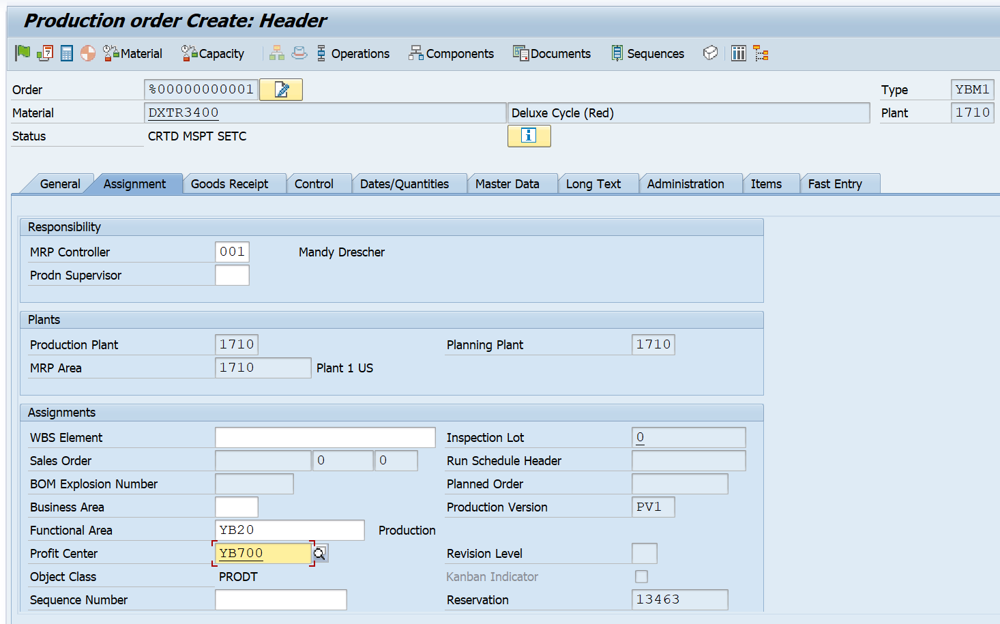 Production order Create: Header
Material Capacity Operations Components Documents Sequences
Order %00000000001 Type YBM1
Material DXTR3400 Deluxe Cycle (Red) Plant 1710
Status CRTD MSPT SETC
General Assignment Goods Receipt Control Dates/Quantities Master Data Long Text Administration Items Fast Entry
Responsibility
MRP Controller 001 Mandy Drescher
Prodn Supervisor
Plants
Production Plant 1710 Planning Plant 1710
MRP Area 1710 Plant 1 US
Assignments
WBS Element Inspection Lot 0
Sales Order 0 0 Run Schedule Header
BOM Explosion Number Planned Order
Business Area Production Version PV1
Functional Area YB20 Production
Profit Center YB700 Revision Level
Object Class PRODT Kanban Indicator
Sequence Number Reservation 13463